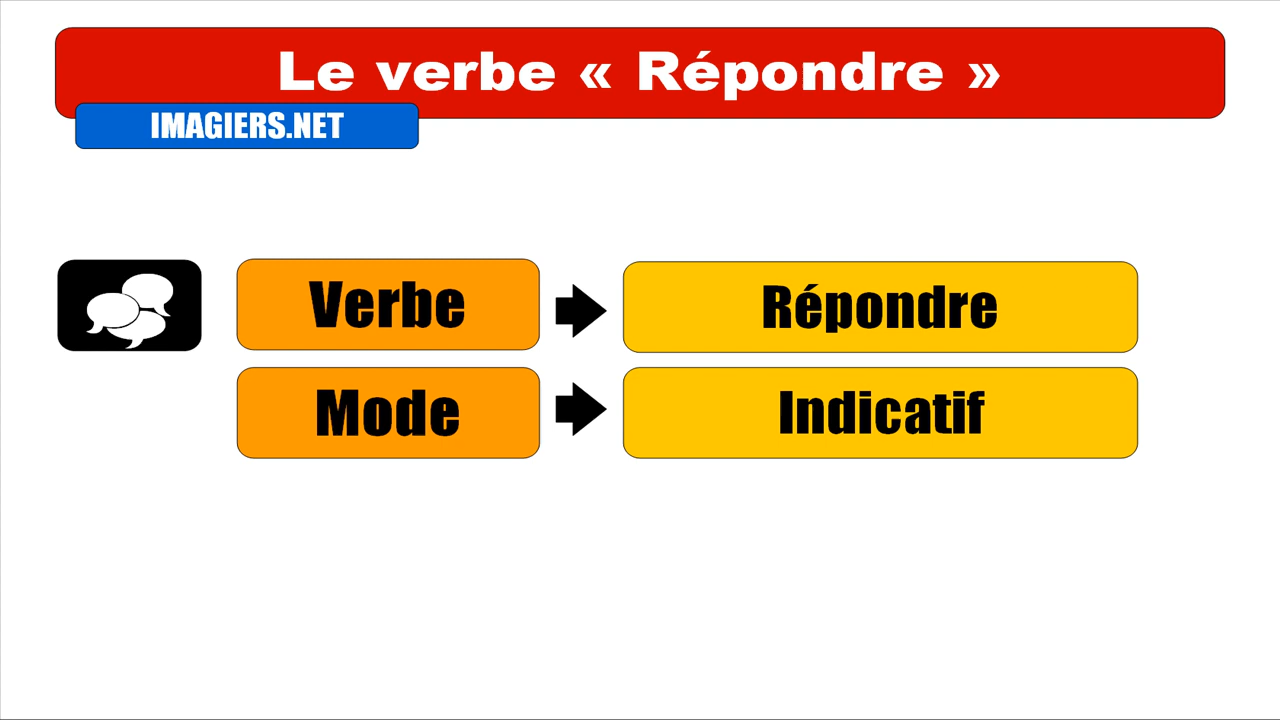 Le verbe « Répondre »
IMAGIERS.NET
Verbe Répondre
Mode Indicatif